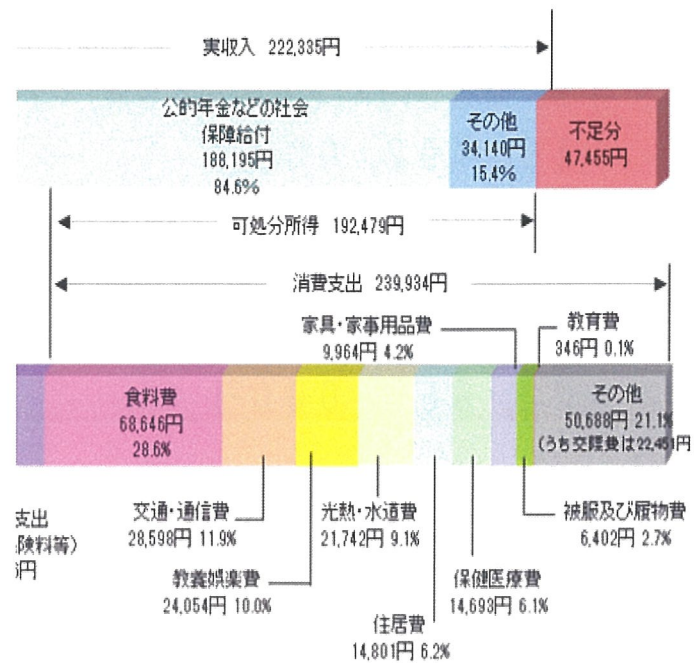 実収入 222,335円
公的年金などの社会
保障給付
188,195円
84.6%
その他
34,140円
15.4%
不足分
47,455円
可処分所得 192,479円
消費支出 239,934円
家具・家事用品費
9,964円 4.2%
教育費
346円 0.1%
食料費
68,646円
28.6%
その他
50,688円 21.1%
(うち交際費は22,451円
支出
険料等)
円
交通・通信費
28,598円 11.9%
光熱・水道費
21,742円 9.1%
被服及び履物費
6,402円 2.7%
教養娯楽費
24,054円 10.0%
保健医療費
14,693円 6.1%
住居費
14,801円 6.2%